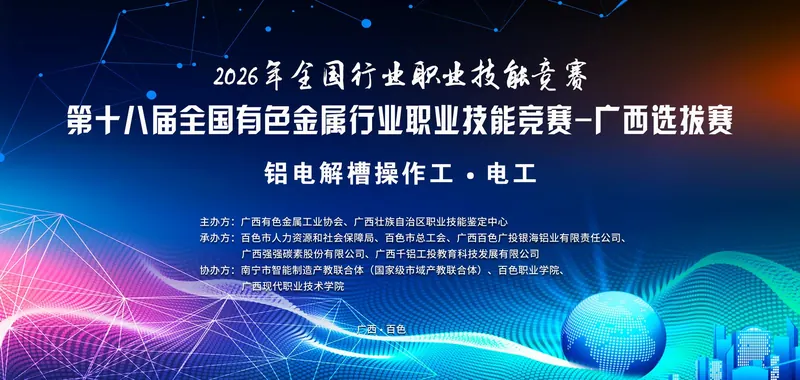 2026年全国行业职业技能竞赛
第十八届全国有色金属行业职业技能竞赛-广西选拔赛
铝电解槽操作工·电工
主办方：广西有色金属工业协会、广西壮族自治区职业技能鉴定中心
承办方：百色市人力资源和社会保障局、百色市总工会、广西百色广投银海铝业有限责任公司、
广西强强碳素股份有限公司、广西千铝工投教育科技发展有限公司
协办方：南宁市智能制造产教联合体（国家级市域产教联合体）、百色职业学院、
广西现代职业技术学院
广西·百色